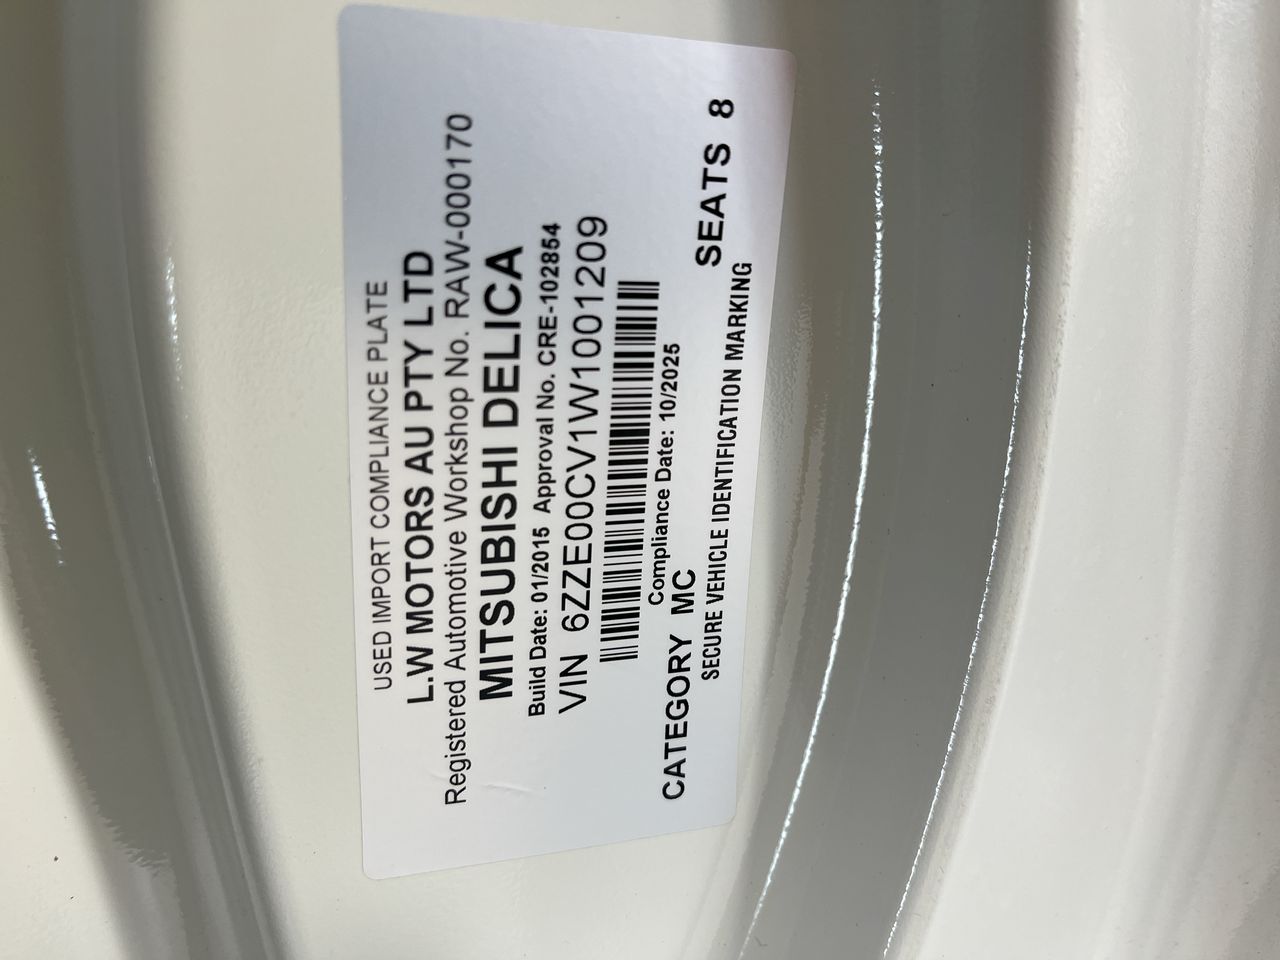 USED IMPORT COMPLIANCE PLATE
L.W MOTORS AU PTY LTD
Registered Automotive Workshop No. RAW-000170
MITSUBISHI DELICA
Build Date: 01/2015 Approval No. CRE-102854
VIN 6ZZE00CV1W1001209
Compliance Date: 10/2025
CATEGORY MC SEATS 8
SECURE VEHICLE IDENTIFICATION MARKING